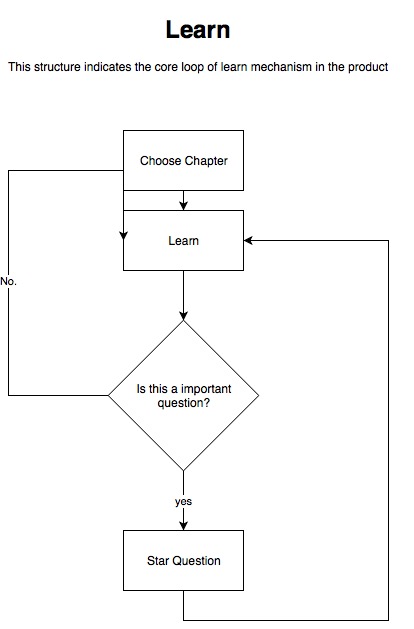 Learn
This structure indicates the core loop of learn mechanism in the product
Choose Chapter
Learn
No.
Is this a important
question?
yes
Star Question